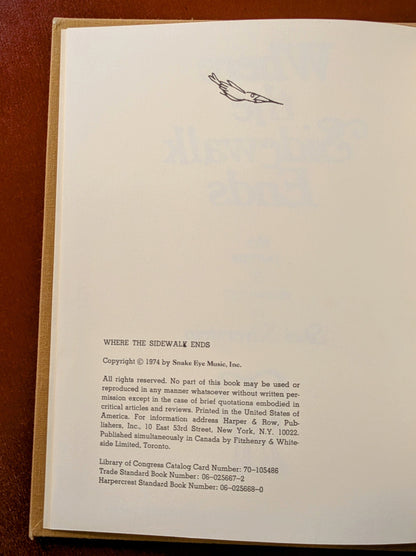 WHERE THE SIDEWALK ENDS
Copyright © 1974 by Snake Eye Music, Inc.
All rights reserved. No part of this book may be used or
reproduced in any manner whatsoever without written per-
mission except in the case of brief quotations embodied in
critical articles and reviews. Printed in the United States of
America. For information address Harper & Row, Pub-
lishers, Inc., 10 East 53rd Street, New York, N.Y. 10022.
Published simultaneously in Canada by Fitzhenry & White-
side Limited, Toronto.
Library of Congress Catalog Card Number: 70-105486
Trade Standard Book Number: 06-025667-2
Harpercrest Standard Book Number: 06-025668-0